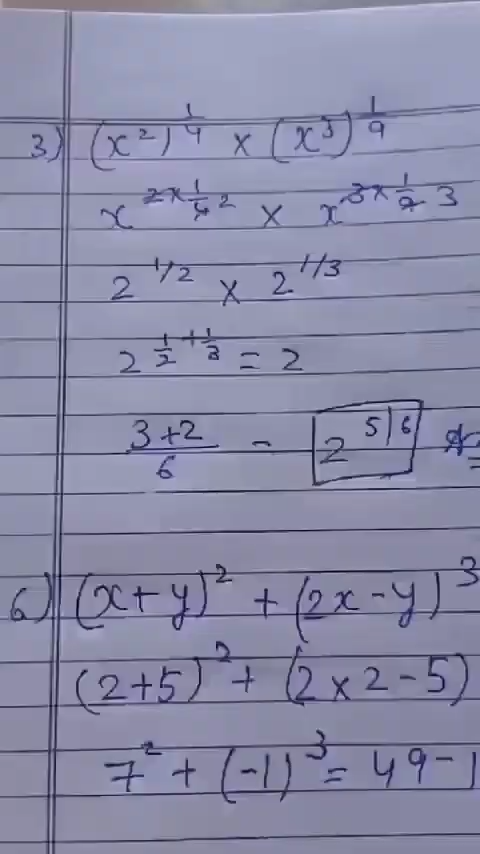 3) (x²)^1/4 × (x³)^1/9
x^2×1/4 2 × x^3×1/9 3
2^1/2 × 2^1/3
2^1/2+1/3 = 2
3+2/6 - 2^5/6
6) (x+y)² + (2x-y)³
(2+5)² + (2×2-5)
7² + (-1)³ = 49-1